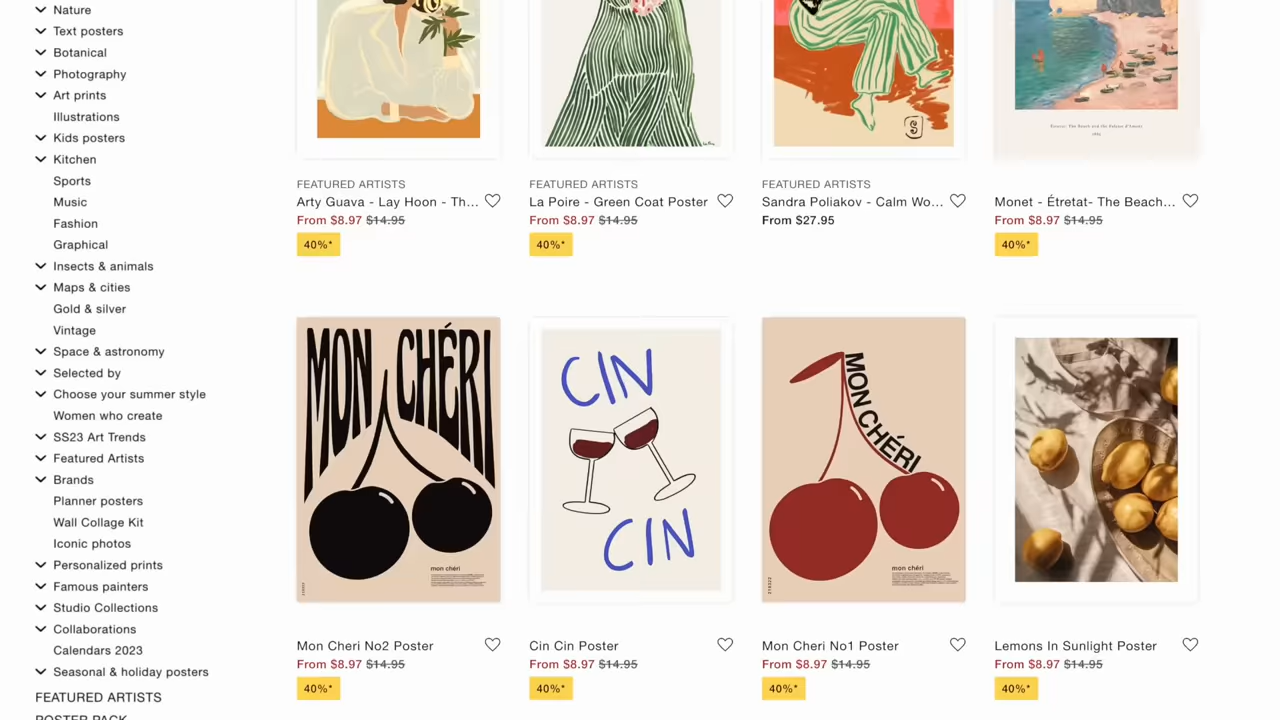 Nature
Text posters
Botanical
Photography
Art prints
Illustrations
Kids posters
Kitchen
Sports
Music
Fashion
Graphical
Insects & animals
Maps & cities
Gold & silver
Vintage
Space & astronomy
Selected by
Choose your summer style
Women who create
SS23 Art Trends
Featured Artists
Brands
Planner posters
Wall Collage Kit
Iconic photos
Personalized prints
Famous painters
Studio Collections
Collaborations
Calendars 2023
Seasonal & holiday posters
FEATURED ARTISTS
POSTER PACK
FEATURED ARTISTS
Arty Guava - Lay Hoon - Th...
From $8.97 $14.95
40%*
FEATURED ARTISTS
La Poire - Green Coat Poster
From $8.97 $14.95
40%*
FEATURED ARTISTS
Sandra Poliakov - Calm Wo...
From $27.95
Monet - Étretat- The Beach...
From $8.97 $14.95
40%*
MON CHÉRI
mon chéri
Mon Cheri No2 Poster
From $8.97 $14.95
40%*
CIN
CIN
Cin Cin Poster
From $8.97 $14.95
40%*
MON CHÉRI
mon chéri
Mon Cheri No1 Poster
From $8.97 $14.95
40%*
Lemons In Sunlight Poster
From $8.97 $14.95
40%*